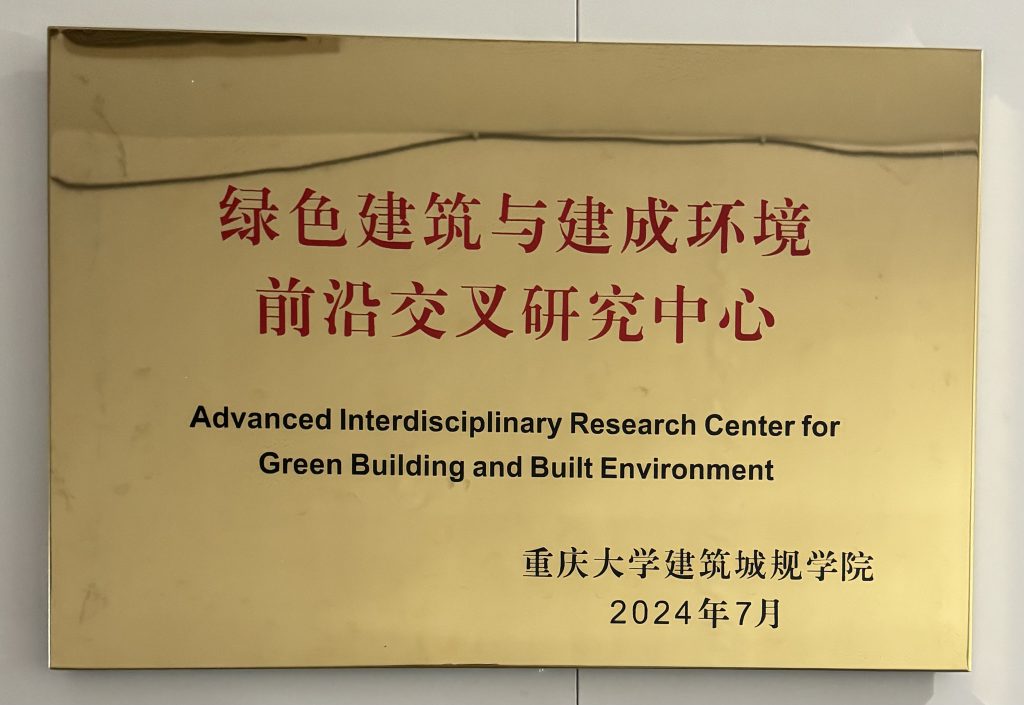 绿色建筑与建成环境
前沿交叉研究中心
Advanced Interdisciplinary Research Center for
Green Building and Built Environment
重庆大学建筑城规学院
2024年7月